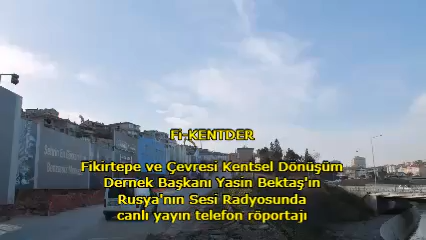 Fi-KENTDER
Fikirtepe ve Çevresi Kentsel Dönüşüm
Dernek Başkanı Yasin Bektaş'ın
Rusya'nın Sesi Radyosunda
canlı yayın telefon röportajı